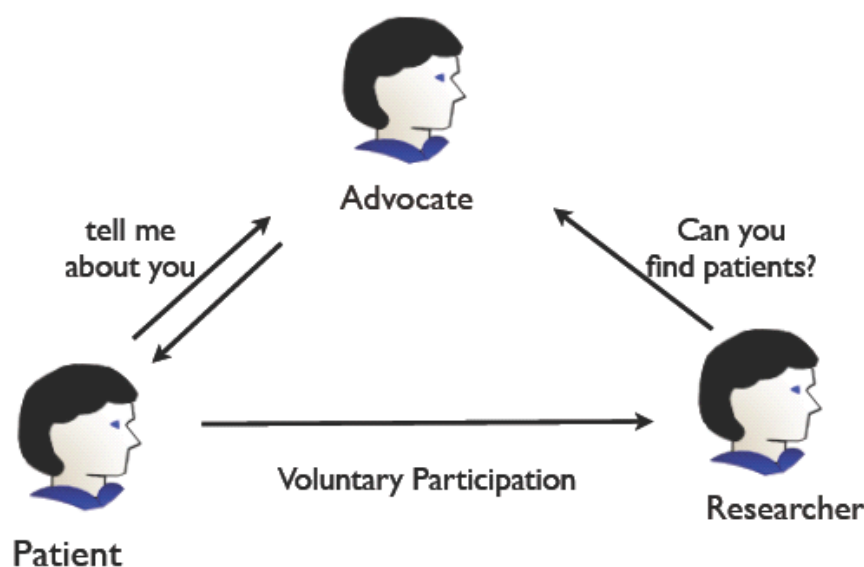 Advocate
tell me
about you
Can you
find patients?
Voluntary Participation
Researcher
Patient